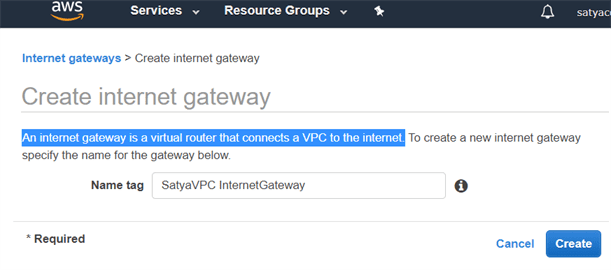 aws Services Resource Groups satyac
Internet gateways > Create internet gateway
Create internet gateway
An internet gateway is a virtual router that connects a VPC to the internet. To create a new internet gateway
specify the name for the gateway below.
Name tag SatyaVPC InternetGateway
* Required Cancel Create